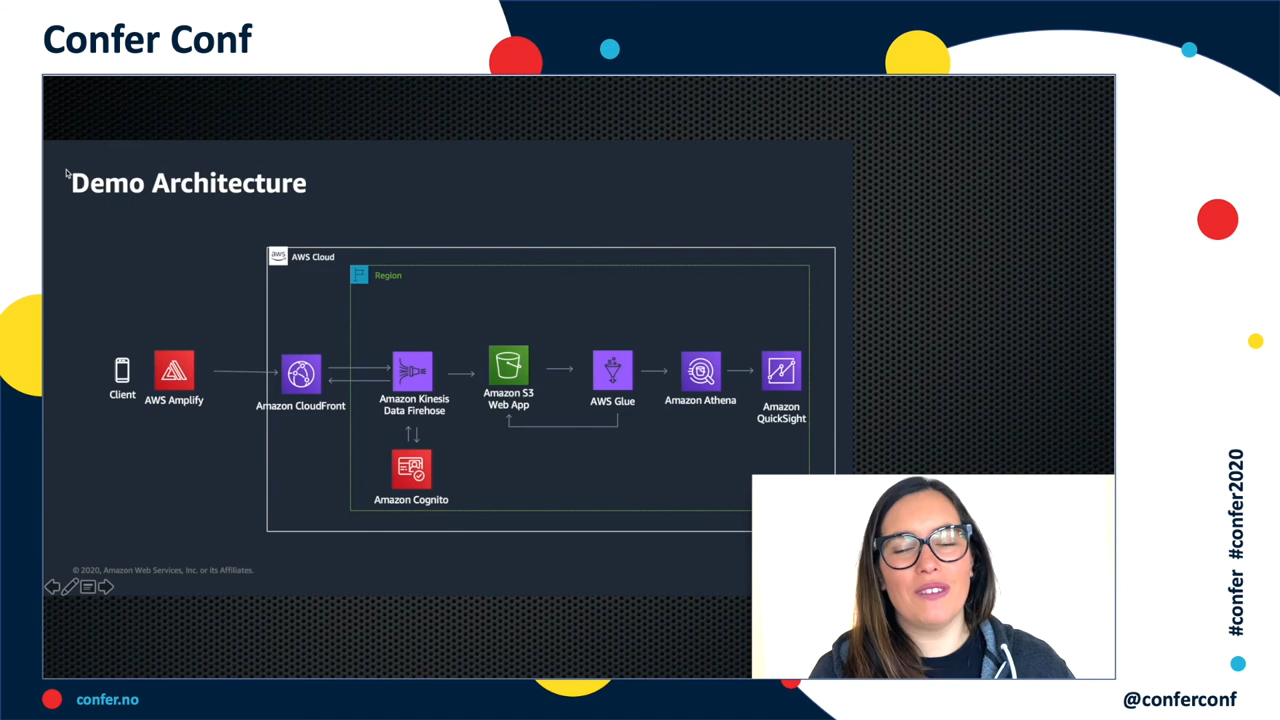 Confer Conf
Demo Architecture
aws
AWS Cloud
Region
Client
AWS Amplify
Amazon CloudFront
Amazon Kinesis
Data Firehose
Amazon S3
Web App
AWS Glue
Amazon Athena
Amazon
QuickSight
Amazon Cognito
© 2020, Amazon Web Services, Inc. or its Affiliates.
#confer #confer2020
confer.no
@conferconf